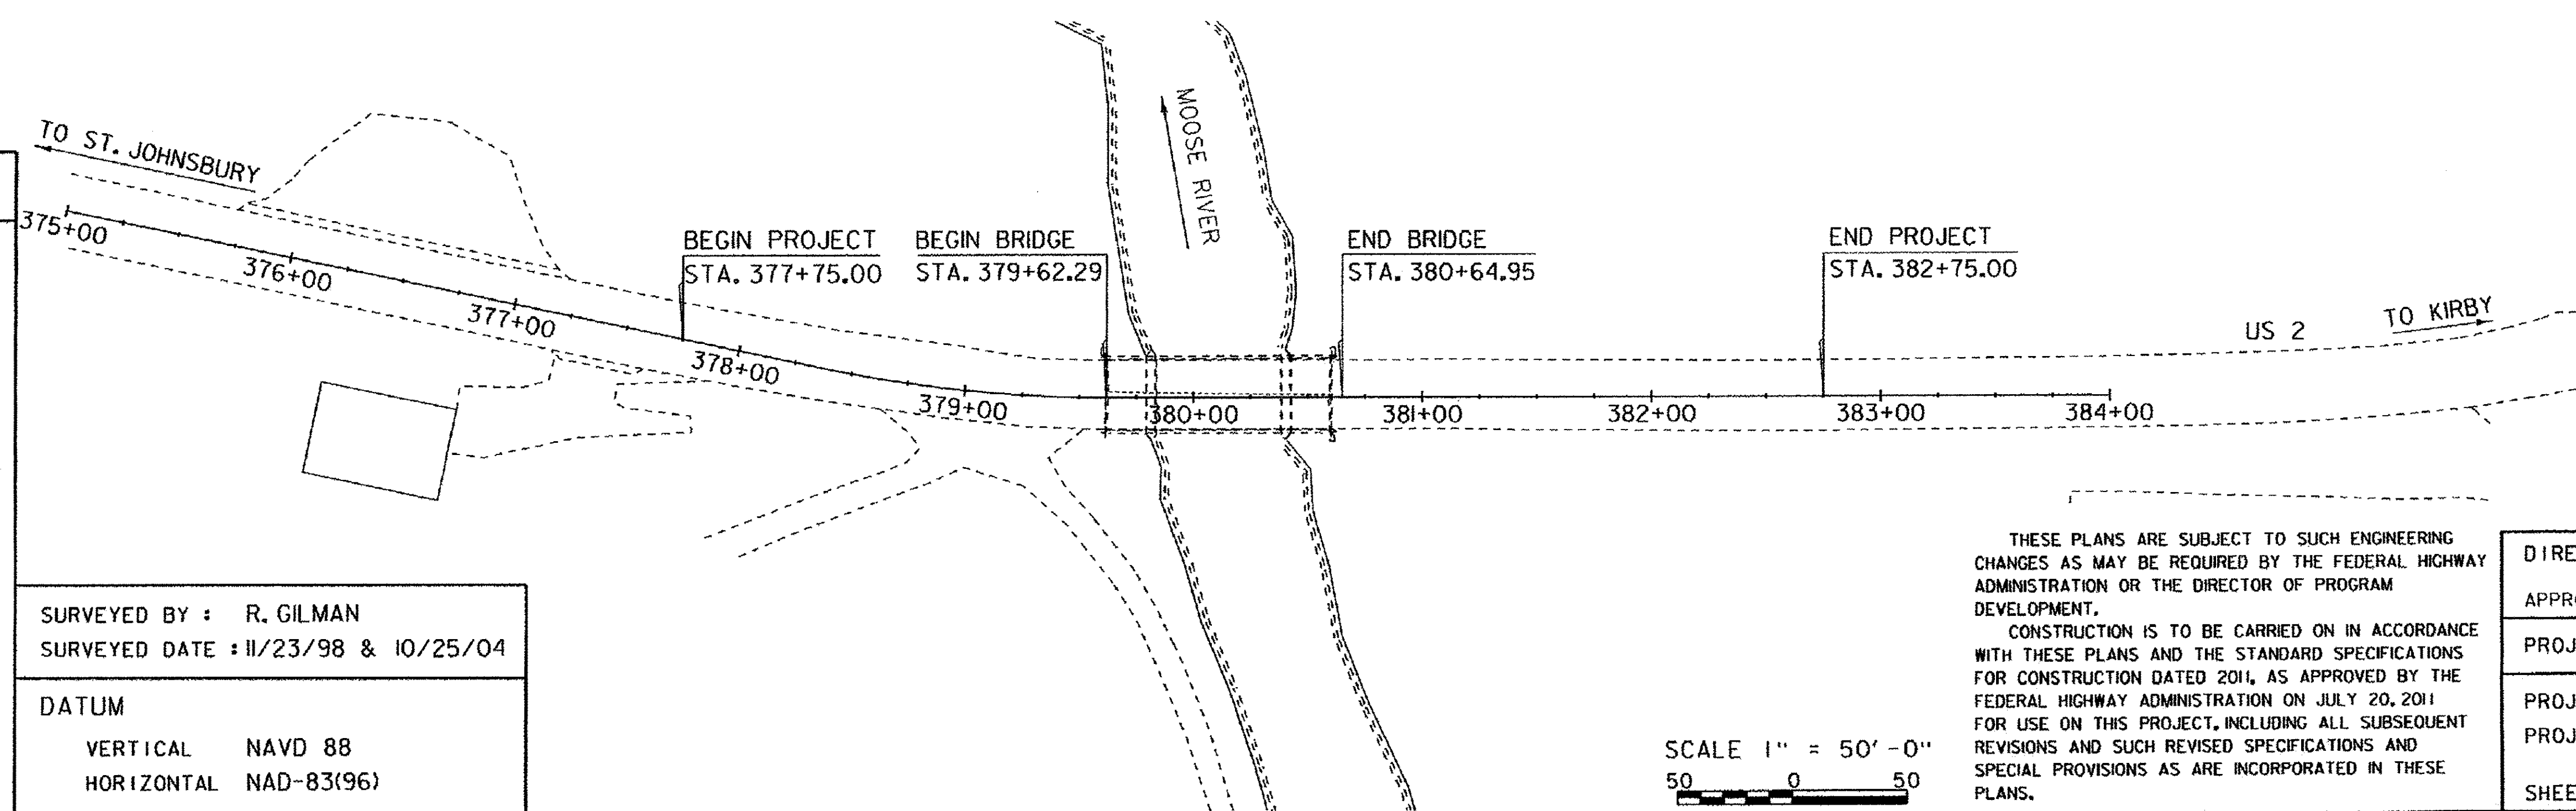 TO ST. JOHNSBURY
375+00
376+00
377+00
378+00
379+00
380+00
381+00
382+00
383+00
384+00
BEGIN PROJECT
STA. 377+75.00
BEGIN BRIDGE
STA. 379+62.29
MOOSE RIVER
END BRIDGE
STA. 380+64.95
END PROJECT
STA. 382+75.00
US 2
TO KIRBY
SURVEYED BY : R. GILMAN
SURVEYED DATE : 11/23/98 & 10/25/04
DATUM
VERTICAL NAVD 88
HORIZONTAL NAD-83(96)
SCALE 1" = 50'-0"
50 0 50
THESE PLANS ARE SUBJECT TO SUCH ENGINEERING
CHANGES AS MAY BE REQUIRED BY THE FEDERAL HIGHWAY
ADMINISTRATION OR THE DIRECTOR OF PROGRAM
DEVELOPMENT.
CONSTRUCTION IS TO BE CARRIED ON IN ACCORDANCE
WITH THESE PLANS AND THE STANDARD SPECIFICATIONS
FOR CONSTRUCTION DATED 2011, AS APPROVED BY THE
FEDERAL HIGHWAY ADMINISTRATION ON JULY 20, 2011
FOR USE ON THIS PROJECT, INCLUDING ALL SUBSEQUENT
REVISIONS AND SUCH REVISED SPECIFICATIONS AND
SPECIAL PROVISIONS AS ARE INCORPORATED IN THESE
PLANS.
DIRE
APPR
PROJ
PROJ
PROJ
SHEE